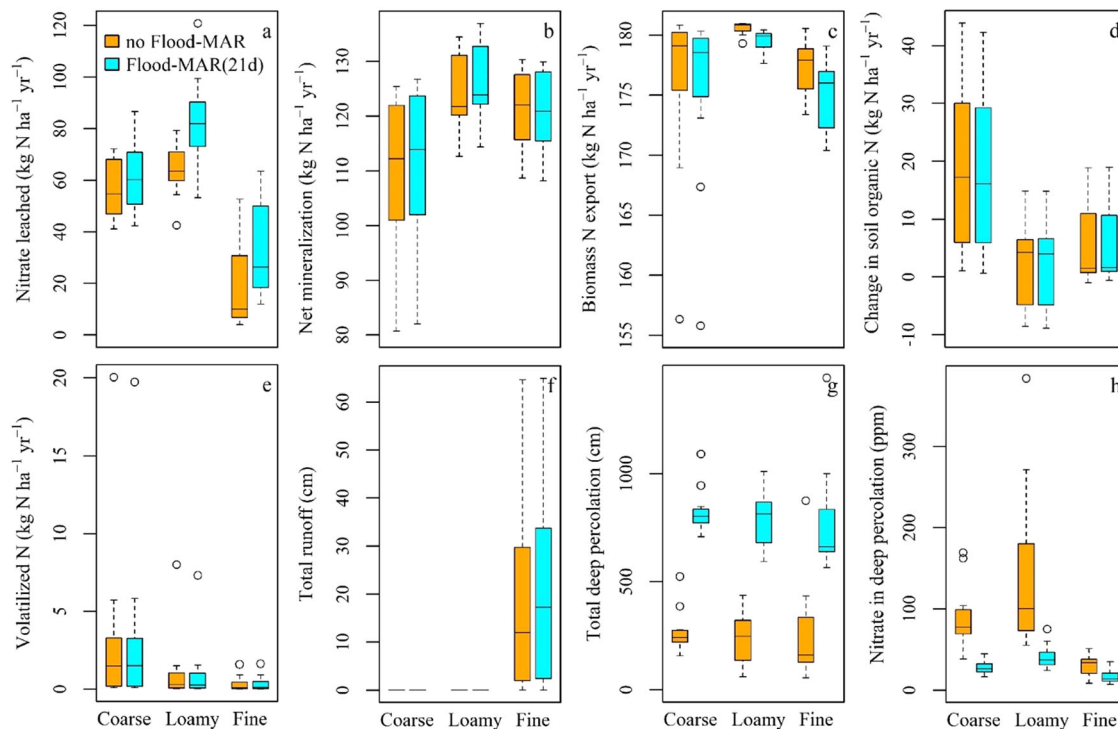 a
no Flood-MAR
Flood-MAR(21d)
Nitrate leached (kg N ha⁻¹ yr⁻¹)
0 20 40 60 80 100 120
b
Net mineralization (kg N ha⁻¹ yr⁻¹)
80 90 100 110 120 130
c
Biomass N export (kg N ha⁻¹ yr⁻¹)
155 160 165 170 175 180
d
Change in soil organic N (kg N ha⁻¹ yr⁻¹)
-10 0 10 20 30 40
e
Volatilized N (kg N ha⁻¹ yr⁻¹)
0 5 10 15 20
Coarse Loamy Fine
f
Total runoff (cm)
0 10 20 30 40 50 60
Coarse Loamy Fine
g
Total deep percolation (cm)
0 500 1000
Coarse Loamy Fine
h
Nitrate in deep percolation (ppm)
0 100 200 300
Coarse Loamy Fine